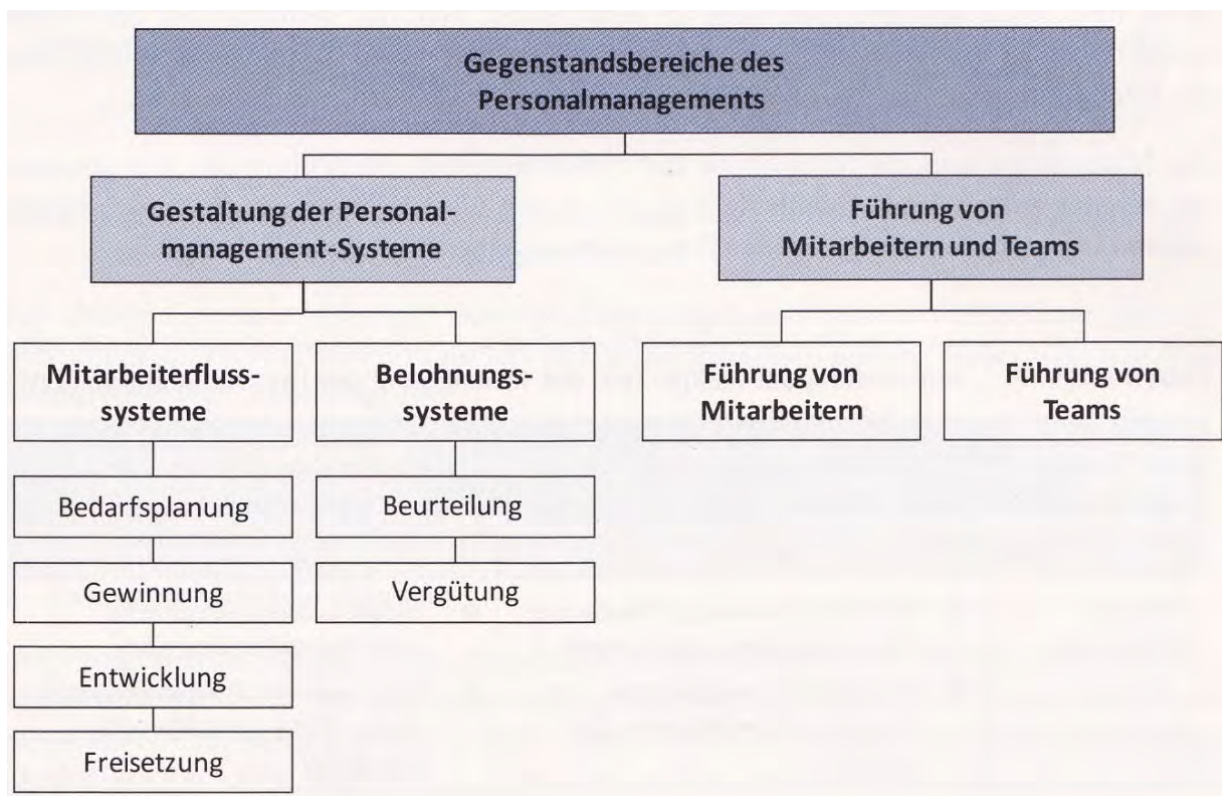 Gegenstandsbereiche des
Personalmanagements
Gestaltung der Personal-
management-Systeme
Führung von
Mitarbeitern und Teams
Mitarbeiterfluss-
systeme
Belohnungs-
systeme
Führung von
Mitarbeitern
Führung von
Teams
Bedarfsplanung
Beurteilung
Gewinnung
Vergütung
Entwicklung
Freisetzung